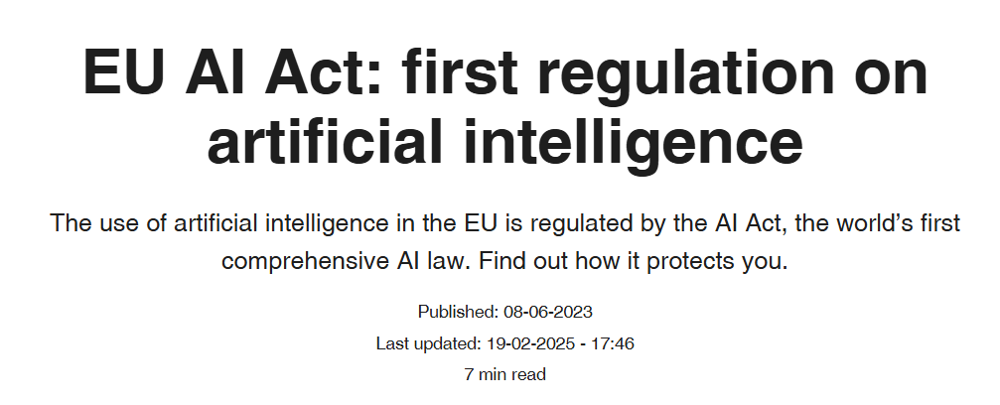 EU AI Act: first regulation on
artificial intelligence
The use of artificial intelligence in the EU is regulated by the AI Act, the world’s first
comprehensive AI law. Find out how it protects you.
Published: 08-06-2023
Last updated: 19-02-2025 - 17:46
7 min read